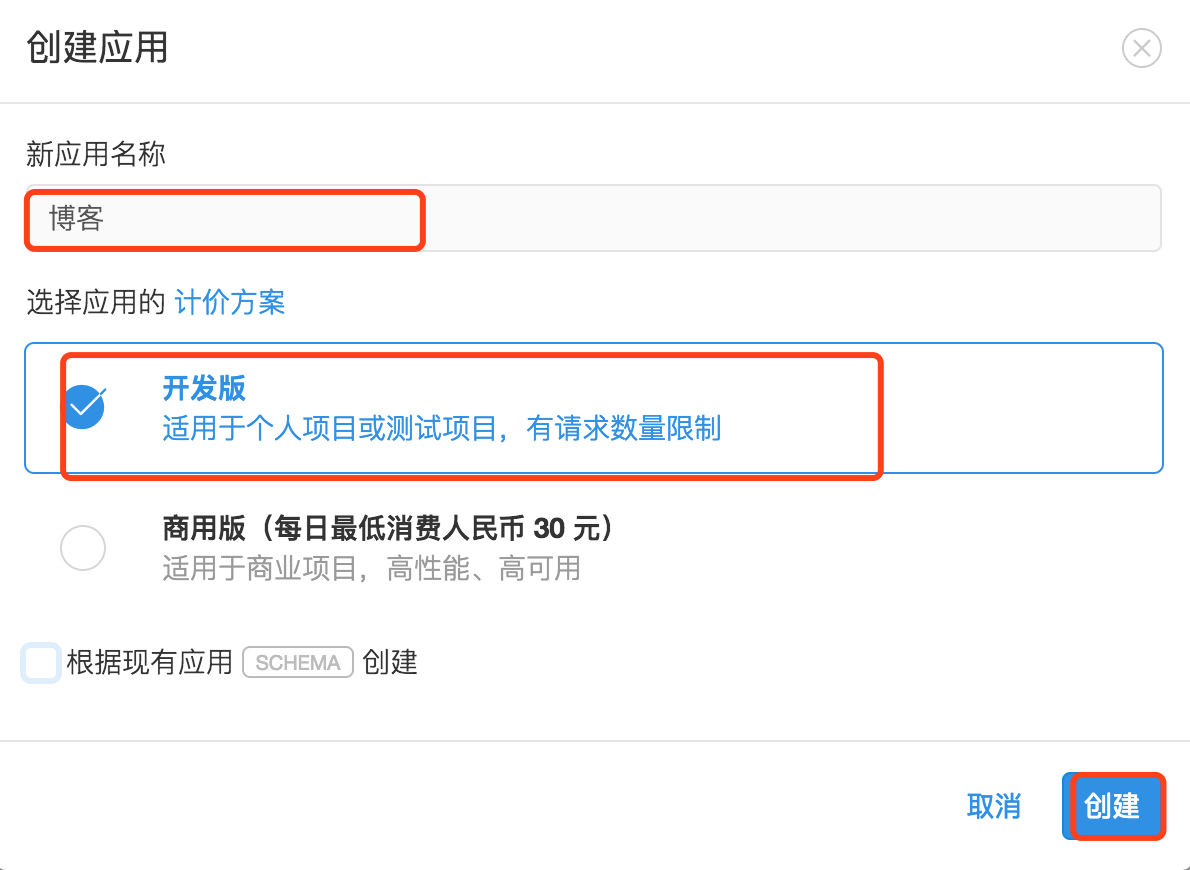 创建应用
新应用名称
博客
选择应用的 计价方案
开发版
适用于个人项目或测试项目，有请求数量限制
商用版（每日最低消费人民币 30 元）
适用于商业项目，高性能、高可用
根据现有应用 SCHEMA 创建
取消 创建